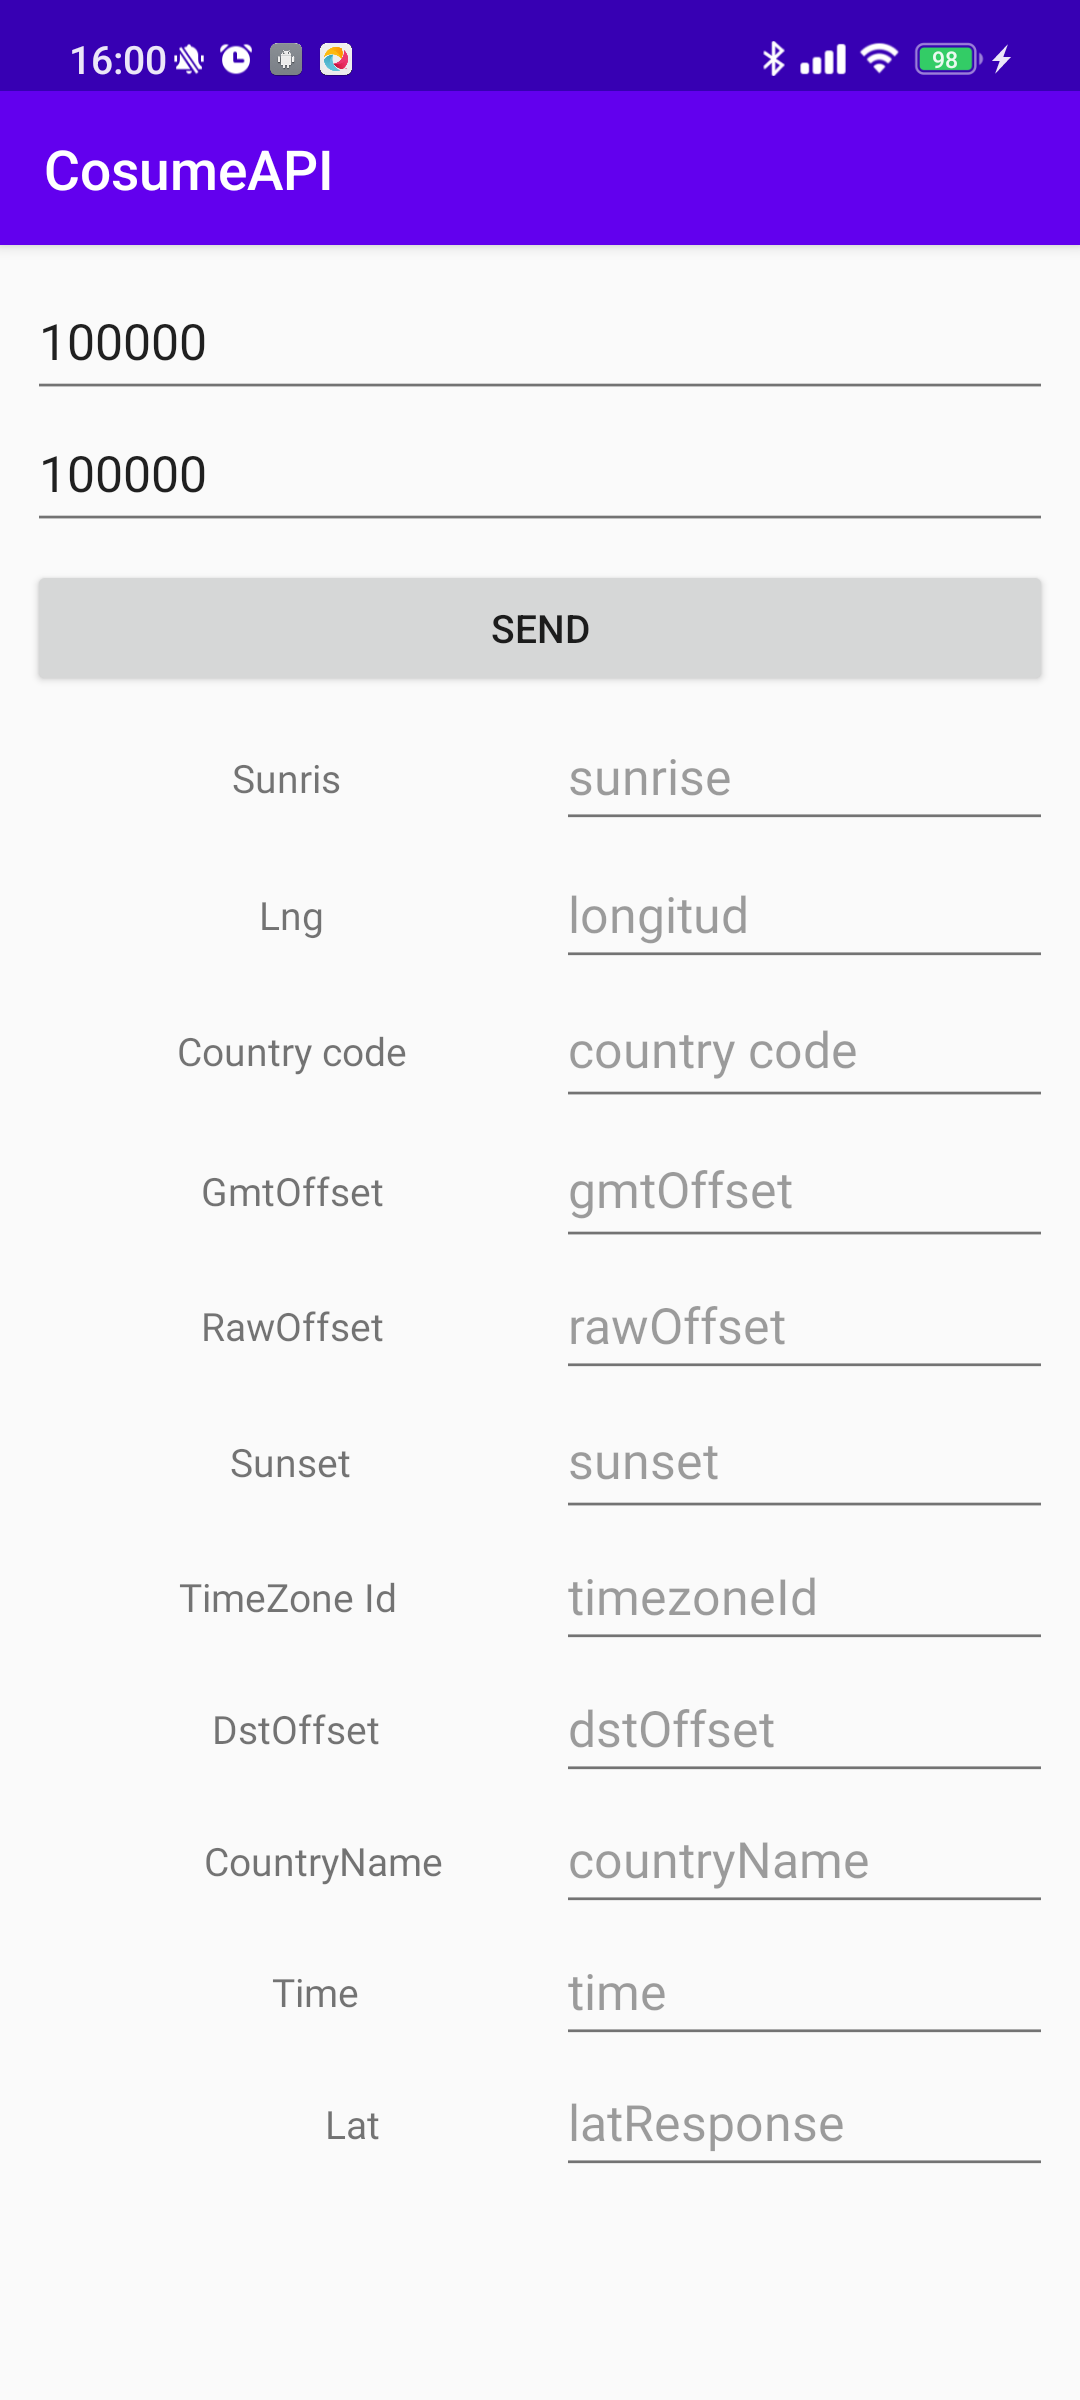 16:00 98
CosumeAPI
100000
100000
SEND
Sunris sunrise
Lng longitud
Country code country code
GmtOffset gmtOffset
RawOffset rawOffset
Sunset sunset
TimeZone Id timezoneId
DstOffset dstOffset
CountryName countryName
Time time
Lat latResponse